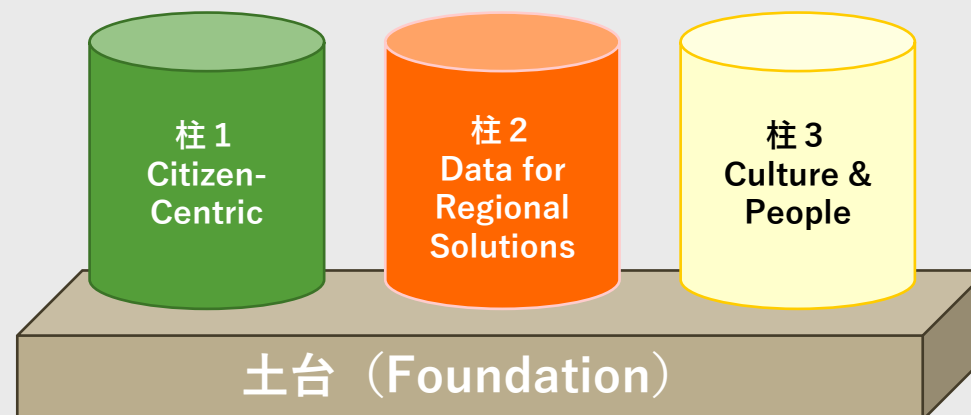 柱1
Citizen-
Centric
柱2
Data for
Regional
Solutions
柱3
Culture &
People
土台（Foundation）